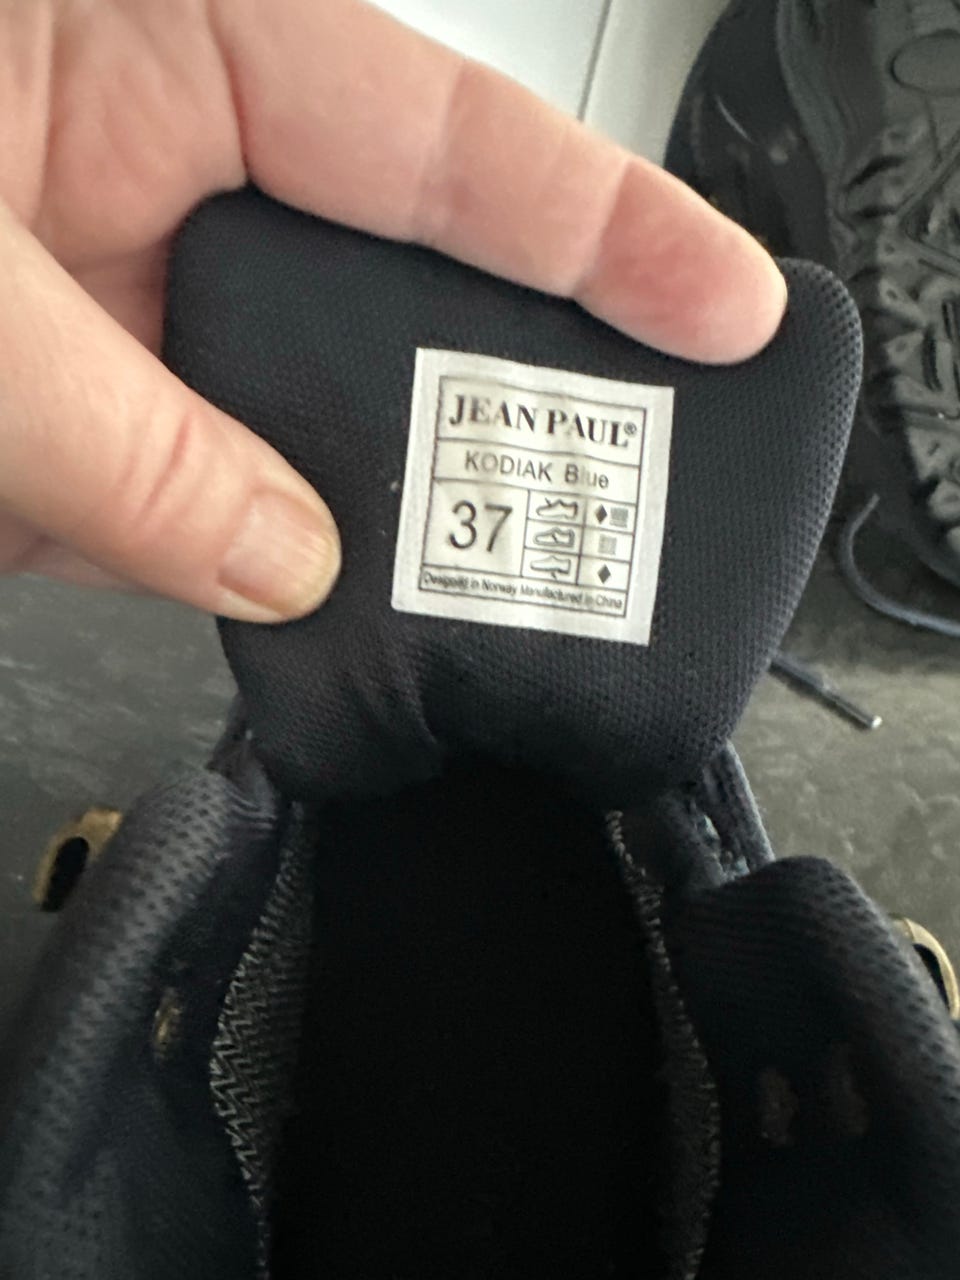 JEAN PAUL®
KODIAK Blue
37
Designed in Norway Manufactured in China